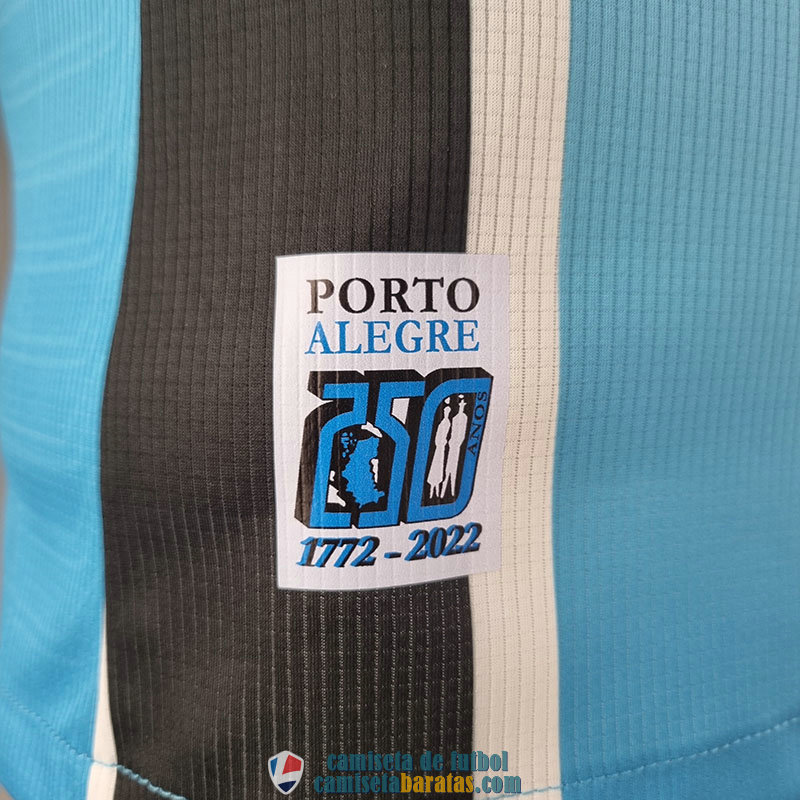 PORTO
ALEGRE
250
ANOS
1772 - 2022
camiseta de futbol
camisetabaratas.com